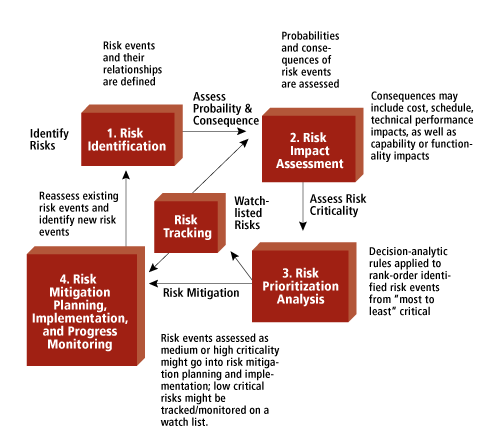 Risk events
and their
relationships
are defined
Probabilities
and conse-
quences of
risk events
are assessed
Assess
Probaility &
Consequence
Consequences may
include cost, schedule,
technical performance
impacts, as well as
capability or function-
ality impacts
Identify
Risks
1. Risk
Identification
2. Risk
Impact
Assessment
Reassess existing
risk events and
identify new risk
events
Risk
Tracking
Watch-
listed
Risks
Assess Risk
Criticality
4. Risk
Mitigation
Planning,
Implementation,
and Progress
Monitoring
Risk Mitigation
3. Risk
Prioritization
Analysis
Decision-analytic
rules applied to
rank-order identi-
fied risk events
from "most to
least" critical
Risk events assessed as
medium or high criticality
might go into risk mitiga-
tion planning and imple-
mentation; low critical
risks might be
tracked/monitored on a
watch list.